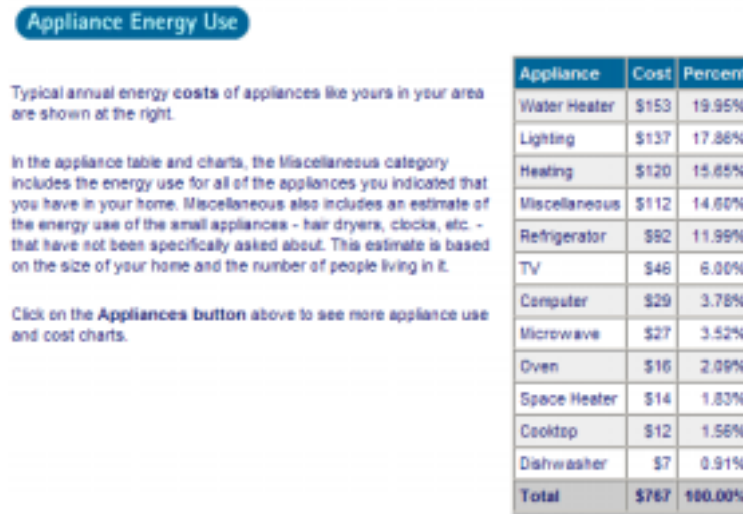 Appliance Energy Use
Typical annual energy costs of appliances like yours in your area
are shown at the right.
In the appliance table and charts, the Miscellaneous category
includes the energy use for all of the appliances you indicated that
you have in your home. Miscellaneous also includes an estimate of
the energy use of the small appliances - hair dryers, clocks, etc. -
that have not been specifically asked about. This estimate is based
on the size of your home and the number of people living in it.
Click on the Appliances button above to see more appliance use
and cost charts.
Appliance Cost Percent
Water Heater $153 19.95%
Lighting $137 17.86%
Heating $120 15.65%
Miscellaneous $112 14.60%
Refrigerator $92 11.99%
TV $46 6.00%
Computer $29 3.78%
Microwave $27 3.52%
Oven $16 2.09%
Space Heater $14 1.83%
Cooktop $12 1.56%
Dishwasher $7 0.91%
Total $767 100.00%